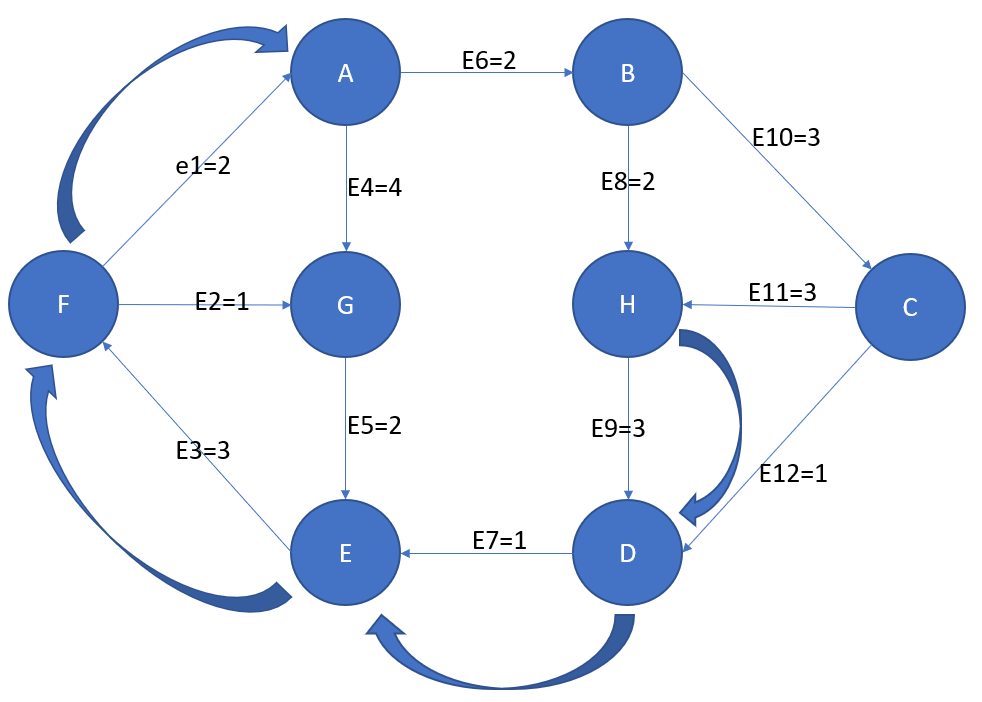 A
E6=2
B
e1=2
E10=3
E4=4
E8=2
F
E2=1
G
H
E11=3
C
E3=3
E5=2
E9=3
E12=1
E
E7=1
D